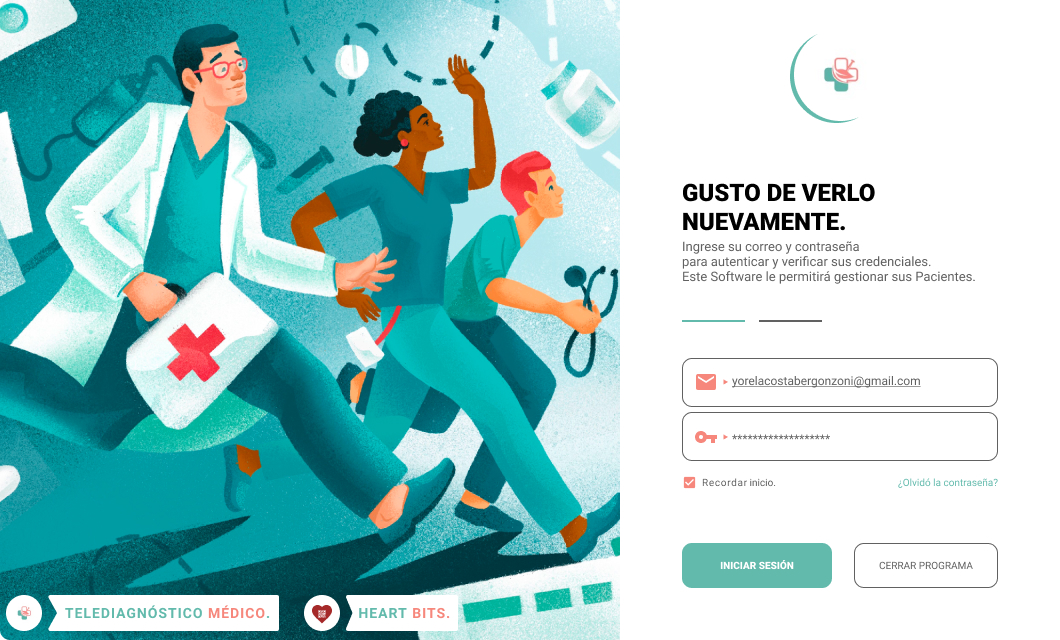 GUSTO DE VERLO
NUEVAMENTE.
Ingrese su correo y contraseña
para autenticar y verificar sus credenciales.
Este Software le permitirá gestionar sus Pacientes.
yorelacostabergonzoni@gmail.com
*******************
Recordar inicio.
¿Olvidó la contraseña?
INICIAR SESIÓN
CERRAR PROGRAMA
TELEDIAGNÓSTICO MÉDICO.
HEART BITS.